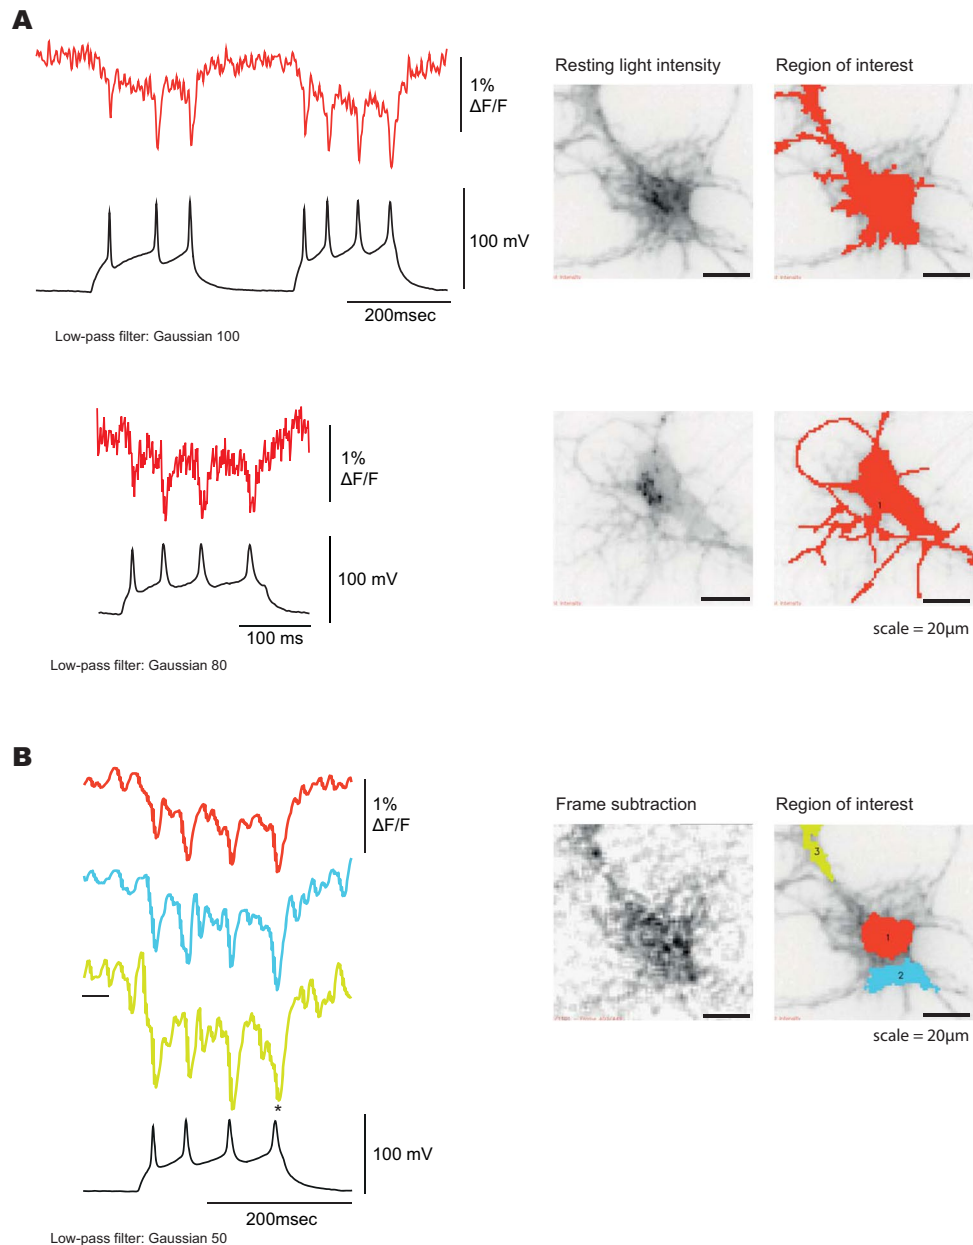 A
1%
ΔF/F
100 mV
200msec
Low-pass filter: Gaussian 100
Resting light intensity
Region of interest
1%
ΔF/F
100 mV
100 ms
Low-pass filter: Gaussian 80
1
scale = 20µm
B
1%
ΔF/F
*
100 mV
200msec
Low-pass filter: Gaussian 50
Frame subtraction
Region of interest
3
1
2
scale = 20µm